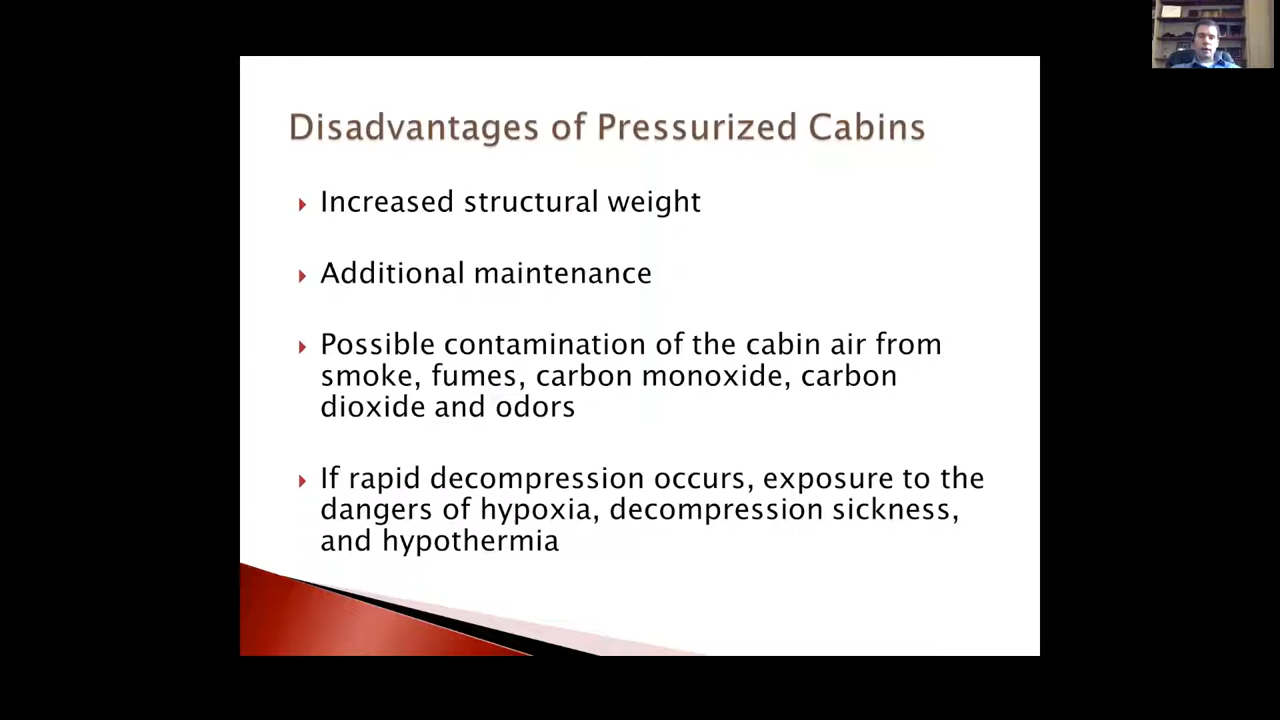 Disadvantages of Pressurized Cabins
Increased structural weight
Additional maintenance
Possible contamination of the cabin air from
smoke, fumes, carbon monoxide, carbon
dioxide and odors
If rapid decompression occurs, exposure to the
dangers of hypoxia, decompression sickness,
and hypothermia